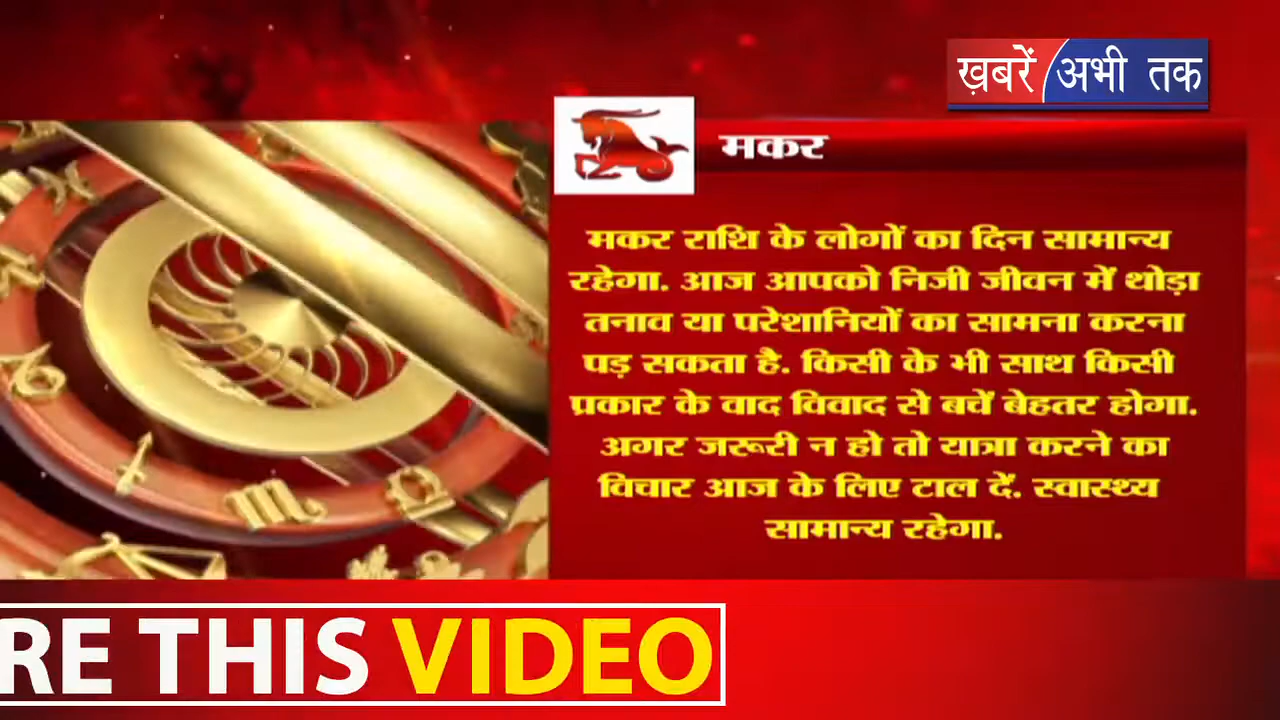 ख़बरें अभी तक
मकर
मकर राशि के लोगों का दिन सामान्य
रहेगा. आज आपको निजी जीवन में थोड़ा
तनाव या परेशानियों का सामना करना
पड़ सकता है. किसी के भी साथ किसी
प्रकार के वाद विवाद से बचें बेहतर होगा.
अगर जरूरी न हो तो यात्रा करने का
विचार आज के लिए टाल दें. स्वास्थ्य
सामान्य रहेगा.
RE THIS VIDEO